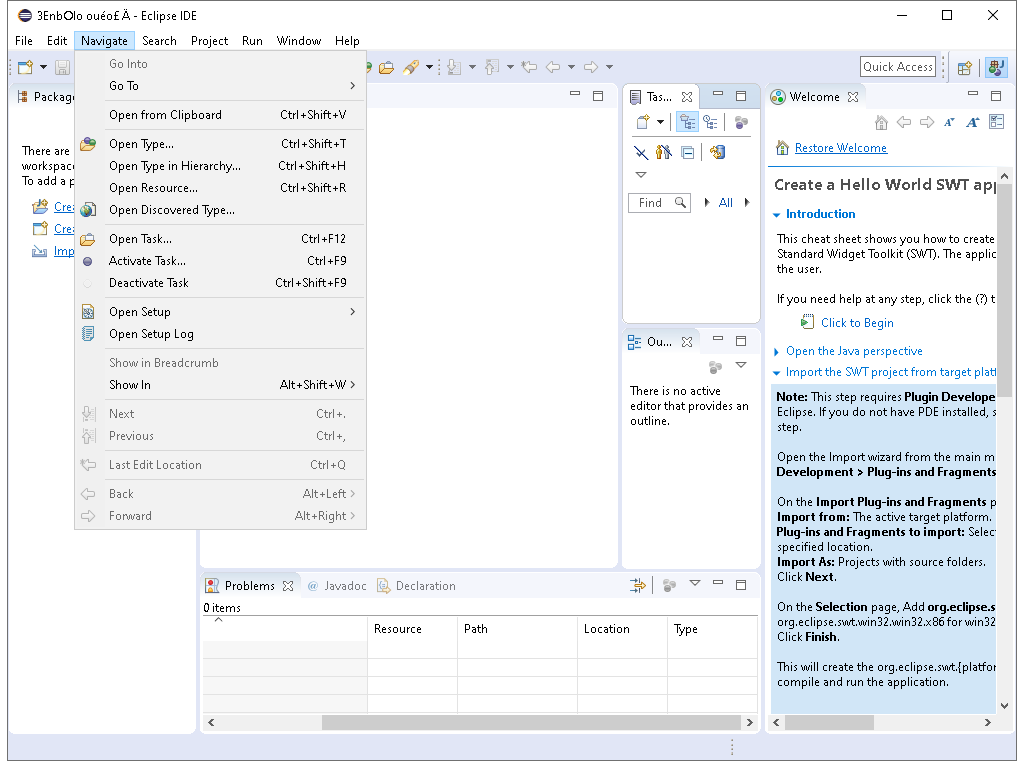 3EnbOlo ouéo£Ä - Eclipse IDE
File Edit Navigate Search Project Run Window Help
Quick Access
Go Into
Go To
Open from Clipboard Ctrl+Shift+V
Open Type... Ctrl+Shift+T
Open Type in Hierarchy... Ctrl+Shift+H
Open Resource... Ctrl+Shift+R
Open Discovered Type...
Open Task... Ctrl+F12
Activate Task... Ctrl+F9
Deactivate Task Ctrl+Shift+F9
Open Setup
Open Setup Log
Show in Breadcrumb
Show In Alt+Shift+W
Next Ctrl+.
Previous Ctrl+,
Last Edit Location Ctrl+Q
Back Alt+Left
Forward Alt+Right
There are
workspac
To add a p
Crea
Crea
Imp
Tas...
Find All
Ou...
There is no active
editor that provides an
outline.
Welcome
Restore Welcome
Create a Hello World SWT app
Introduction
This cheat sheet shows you how to create
Standard Widget Toolkit (SWT). The applic
the user.
If you need help at any step, click the (?) t
Click to Begin
Open the Java perspective
Import the SWT project from target platf
Note: This step requires Plugin Develope
Eclipse. If you do not have PDE installed, s
step.
Open the Import wizard from the main m
Development > Plug-ins and Fragments
On the Import Plug-ins and Fragments p
Import from: The active target platform.
Plug-ins and Fragments to import: Selec
specified location.
Import As: Projects with source folders.
Click Next.
On the Selection page, Add org.eclipse.s
org.eclipse.swt.win32.win32.x86 for win32
Click Finish.
This will create the org.eclipse.swt.{platfor
compile and run the application.
Problems @ Javadoc Declaration
0 items
Resource Path Location Type